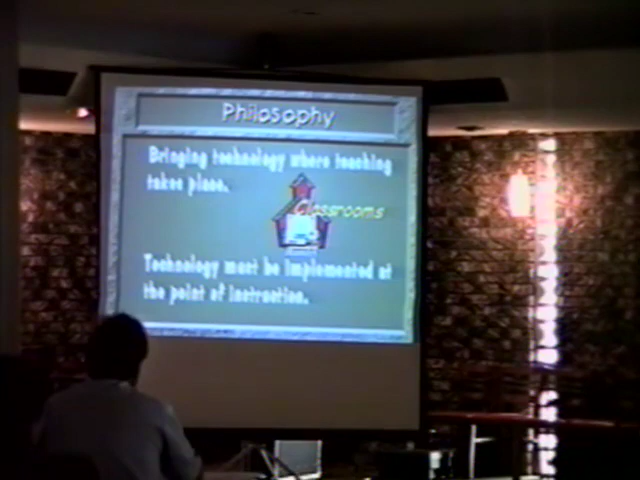 Philosophy
Bringing technology where teaching
takes place.
Classrooms
Technology must be implemented at
the point of instruction.